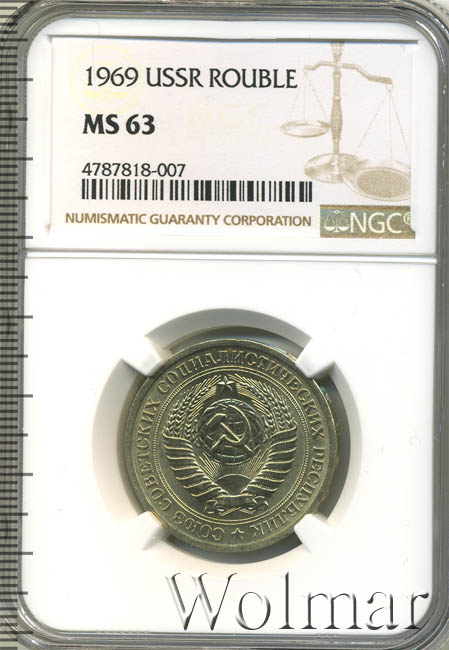 1969 USSR ROUBLE
MS 63
4787818-007
NUMISMATIC GUARANTY CORPORATION
NGC®
СОЮЗ СОВЕТСКИХ СОЦИАЛИСТИЧЕСКИХ РЕСПУБЛИК
Wolmar